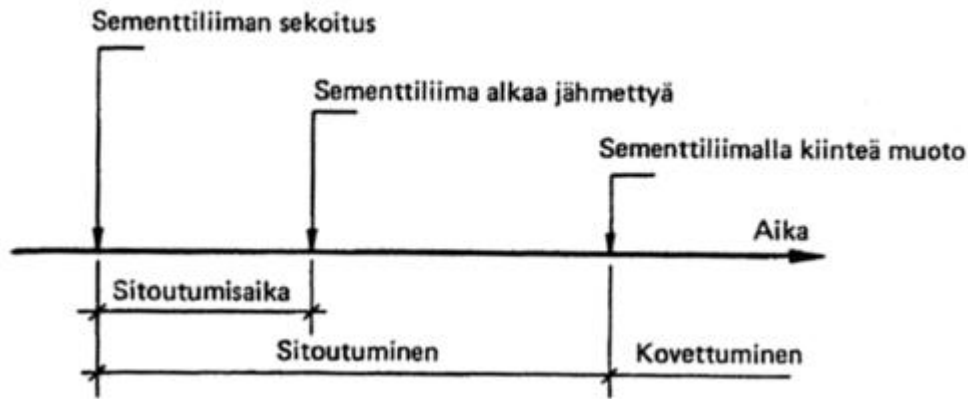 Sementtiliiman sekoitus
Sementtiliima alkaa jähmettyä
Sementtiliimalla kiinteä muoto
Aika
Sitoutumisaika
Sitoutuminen
Kovettuminen